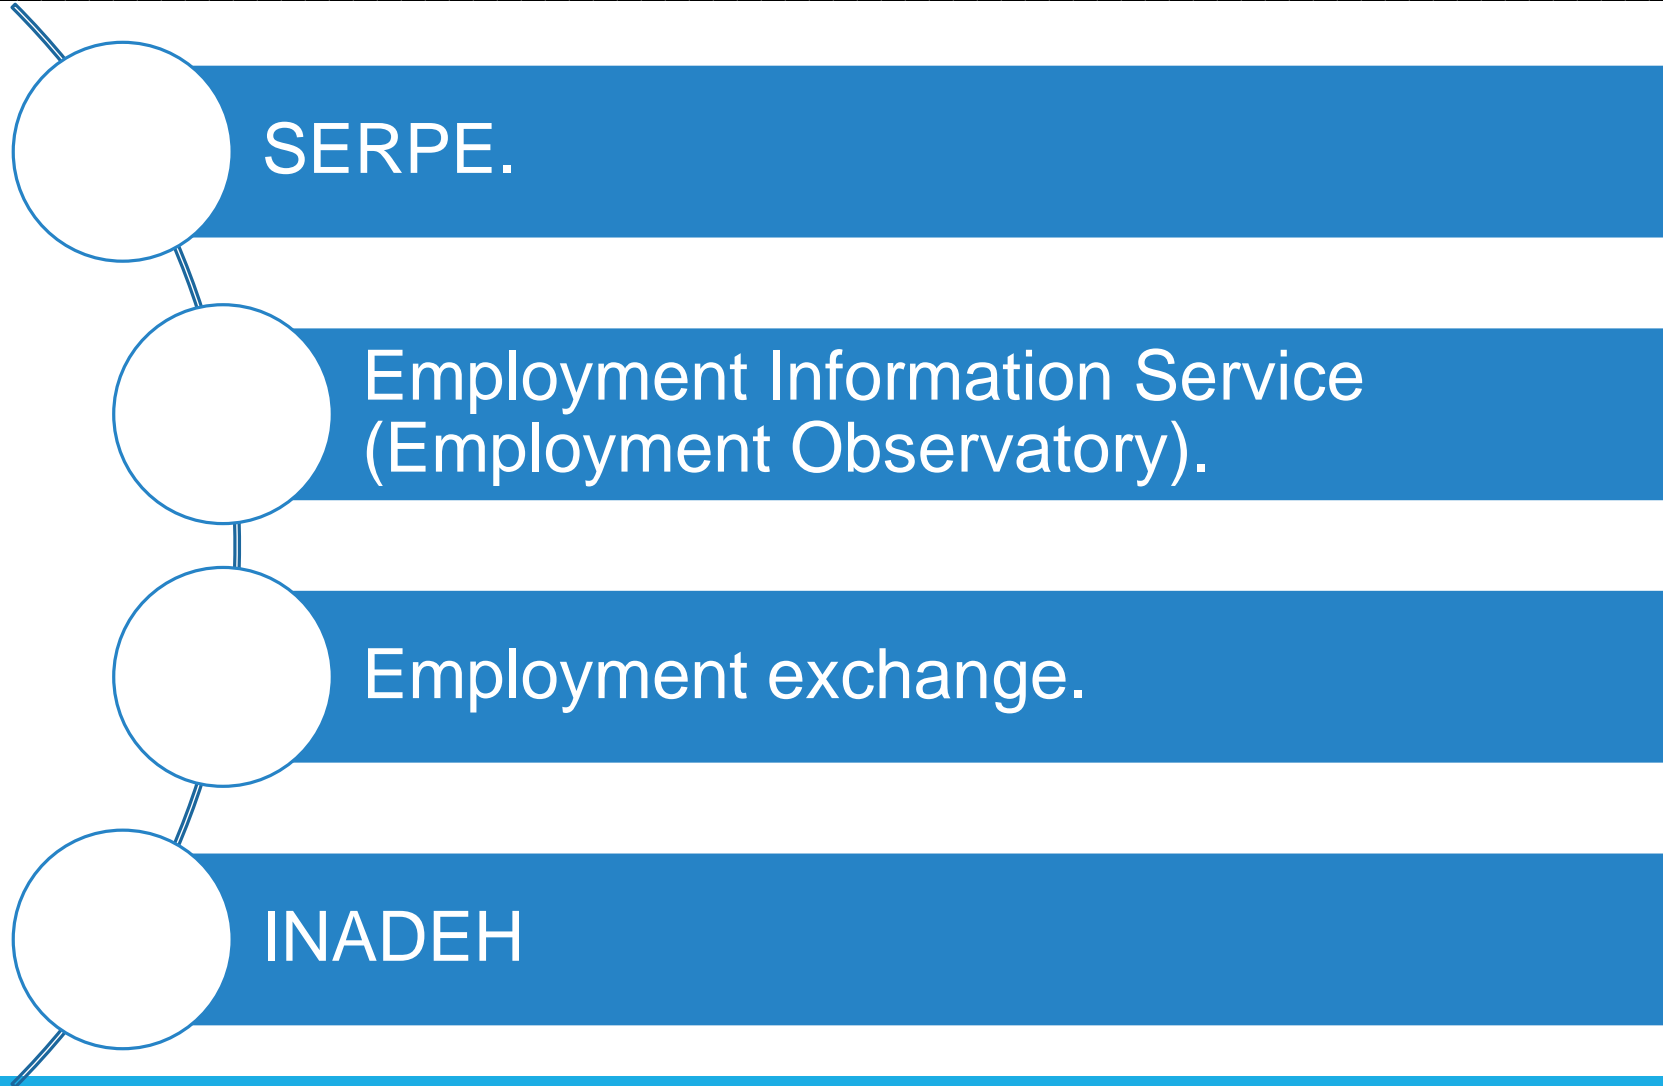 SERPE.
Employment Information Service
(Employment Observatory).
Employment exchange.
INADEH